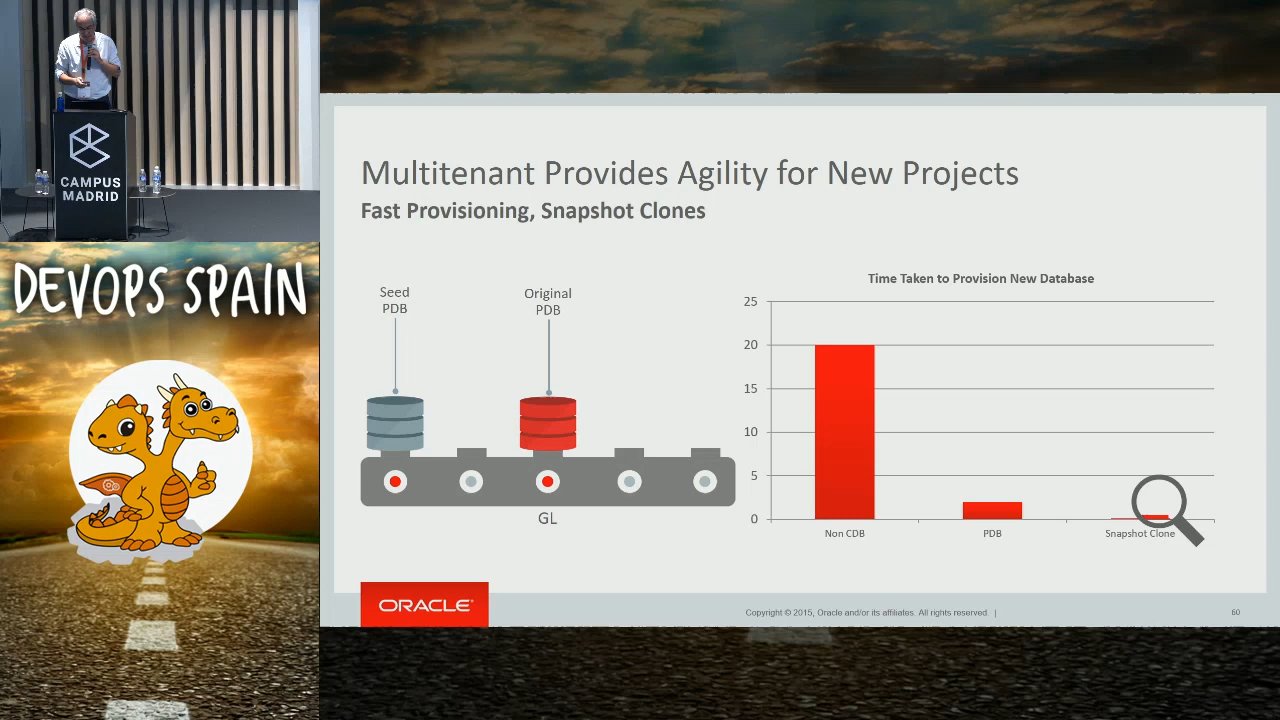 CAMPUS
MADRID
DEVOPS SPAIN
Multitenant Provides Agility for New Projects
Fast Provisioning, Snapshot Clones
Seed
PDB
Original
PDB
GL
Time Taken to Provision New Database
25
20
15
10
5
0
Non CDB
PDB
Snapshot Clone
ORACLE®
Copyright © 2015, Oracle and/or its affiliates. All rights reserved. |
60